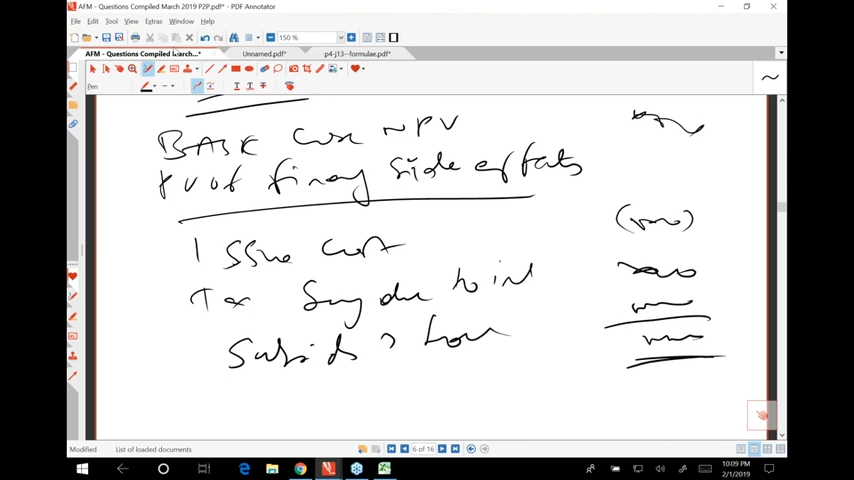 AFM - Questions Compiled March 2019 P2P.pdf* - PDF Annotator
File Edit Document View Extras Window Help
150 %
AFM - Questions Compiled March...* Unnamed.pdf* p4-j13--formulae.pdf*
Pen
BASE Case NPV
PV of financing side effects
Issue cost
Tax Saving due to int
Subsidy loan
Modified List of loaded documents 6 of 16
10:09 PM
2/1/2019